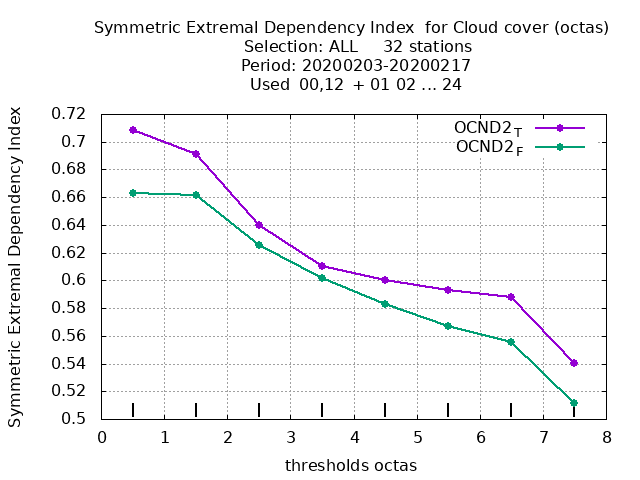 Symmetric Extremal Dependency Index  for Cloud cover (octas)
Selection: ALL     32 stations
Period: 20200203-20200217
Used  00,12  + 01 02 ... 24
Symmetric Extremal Dependency Index
0.72
0.7
0.68
0.66
0.64
0.62
0.6
0.58
0.56
0.54
0.52
0.5
OCND2T
OCND2F
0 1 2 3 4 5 6 7 8
thresholds octas